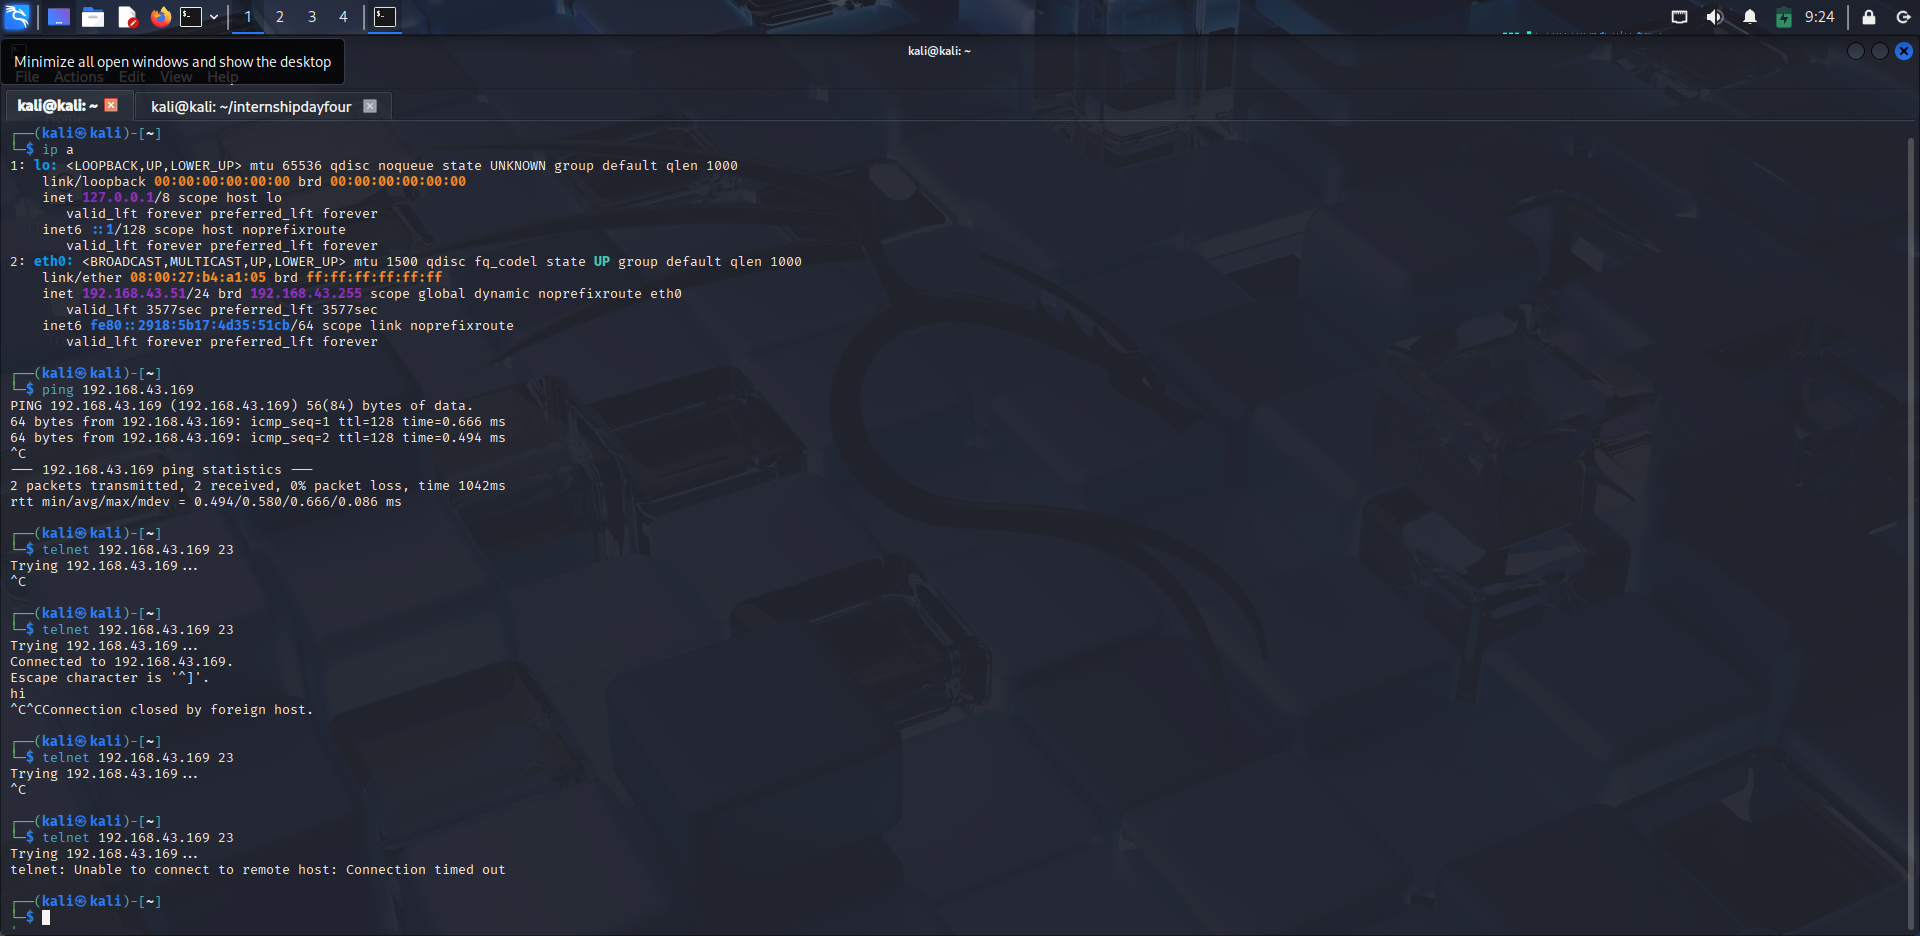 1 2 3 4
9:24
kali@kali: ~
Minimize all open windows and show the desktop
File Actions Edit View Help
kali@kali: ~
kali@kali: ~/internshipdayfour
┌──(kali㉿kali)-[~]
└─$ ip a
1: lo: <LOOPBACK,UP,LOWER_UP> mtu 65536 qdisc noqueue state UNKNOWN group default qlen 1000
    link/loopback 00:00:00:00:00:00 brd 00:00:00:00:00:00
    inet 127.0.0.1/8 scope host lo
       valid_lft forever preferred_lft forever
    inet6 ::1/128 scope host noprefixroute
       valid_lft forever preferred_lft forever
2: eth0: <BROADCAST,MULTICAST,UP,LOWER_UP> mtu 1500 qdisc fq_codel state UP group default qlen 1000
    link/ether 08:00:27:b4:a1:05 brd ff:ff:ff:ff:ff:ff
    inet 192.168.43.51/24 brd 192.168.43.255 scope global dynamic noprefixroute eth0
       valid_lft 3577sec preferred_lft 3577sec
    inet6 fe80::2918:5b17:4d35:51cb/64 scope link noprefixroute
       valid_lft forever preferred_lft forever
┌──(kali㉿kali)-[~]
└─$ ping 192.168.43.169
PING 192.168.43.169 (192.168.43.169) 56(84) bytes of data.
64 bytes from 192.168.43.169: icmp_seq=1 ttl=128 time=0.666 ms
64 bytes from 192.168.43.169: icmp_seq=2 ttl=128 time=0.494 ms
^C
--- 192.168.43.169 ping statistics ---
2 packets transmitted, 2 received, 0% packet loss, time 1042ms
rtt min/avg/max/mdev = 0.494/0.580/0.666/0.086 ms
┌──(kali㉿kali)-[~]
└─$ telnet 192.168.43.169 23
Trying 192.168.43.169...
^C
┌──(kali㉿kali)-[~]
└─$ telnet 192.168.43.169 23
Trying 192.168.43.169...
Connected to 192.168.43.169.
Escape character is '^]'.
hi
^C^CConnection closed by foreign host.
┌──(kali㉿kali)-[~]
└─$ telnet 192.168.43.169 23
Trying 192.168.43.169...
^C
┌──(kali㉿kali)-[~]
└─$ telnet 192.168.43.169 23
Trying 192.168.43.169...
telnet: Unable to connect to remote host: Connection timed out
┌──(kali㉿kali)-[~]
└─$